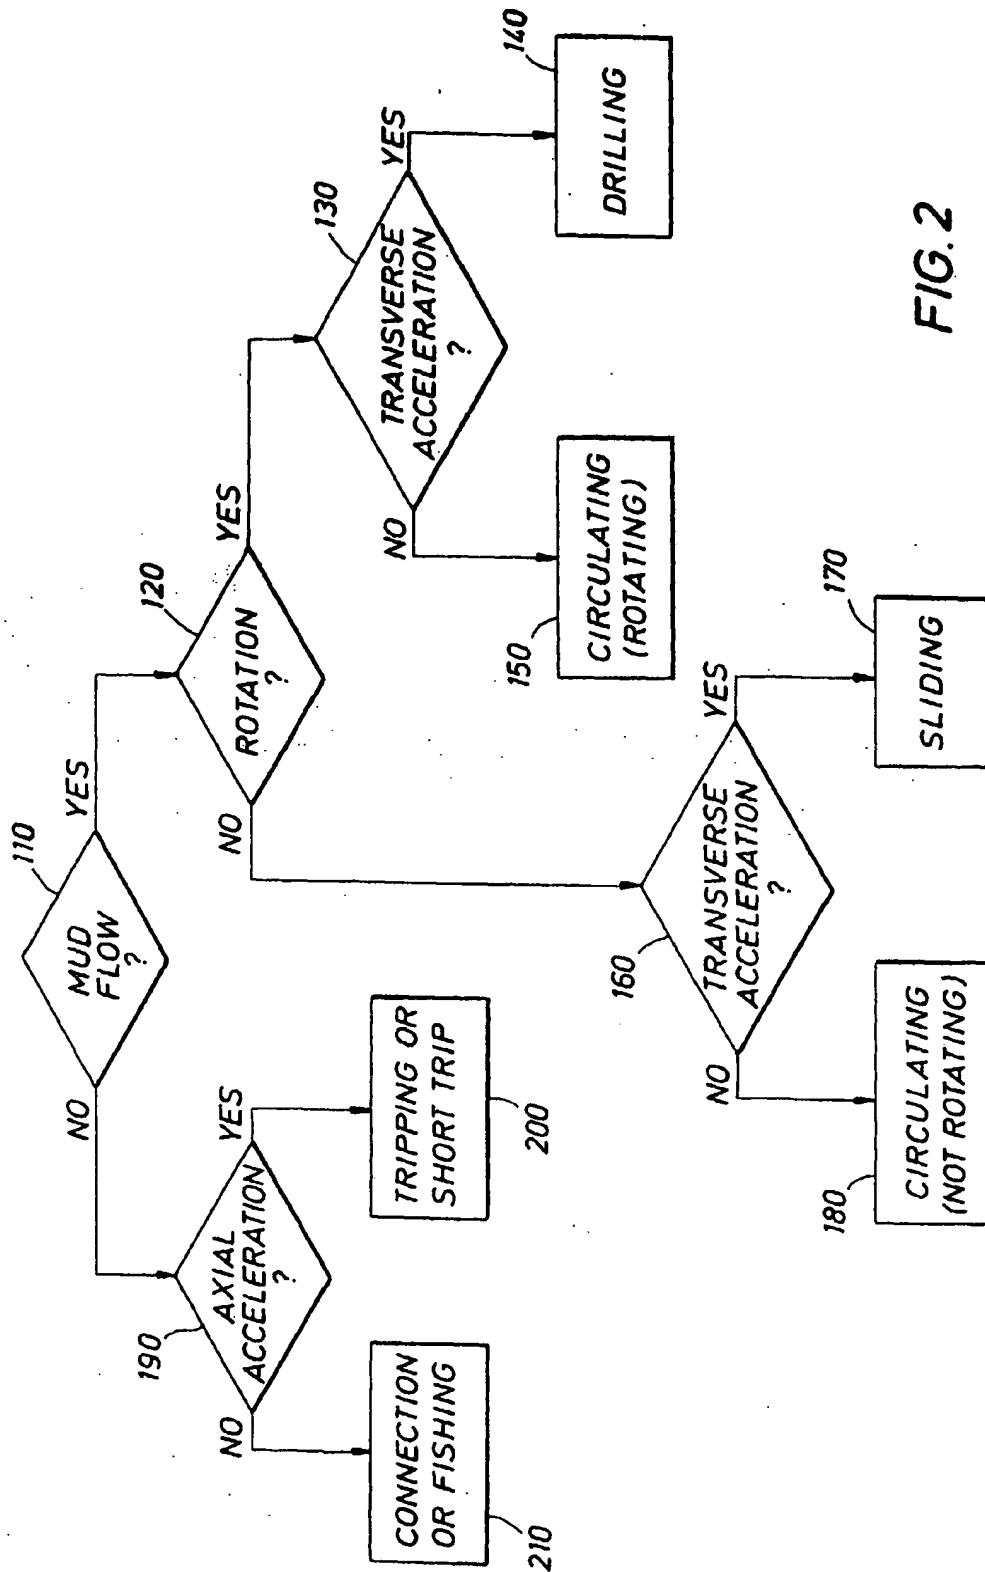 110
MUD
FLOW
?
NO
YES
190
AXIAL
ACCELERATION
?
NO
YES
120
ROTATION
?
NO
YES
CONNECTION
OR FISHING
210
TRIPPING OR
SHORT TRIP
200
130
TRANSVERSE
ACCELERATION
?
NO
YES
150
CIRCULATING
(ROTATING)
140
DRILLING
160
TRANSVERSE
ACCELERATION
?
NO
YES
180
CIRCULATING
(NOT ROTATING)
170
SLIDING
FIG. 2